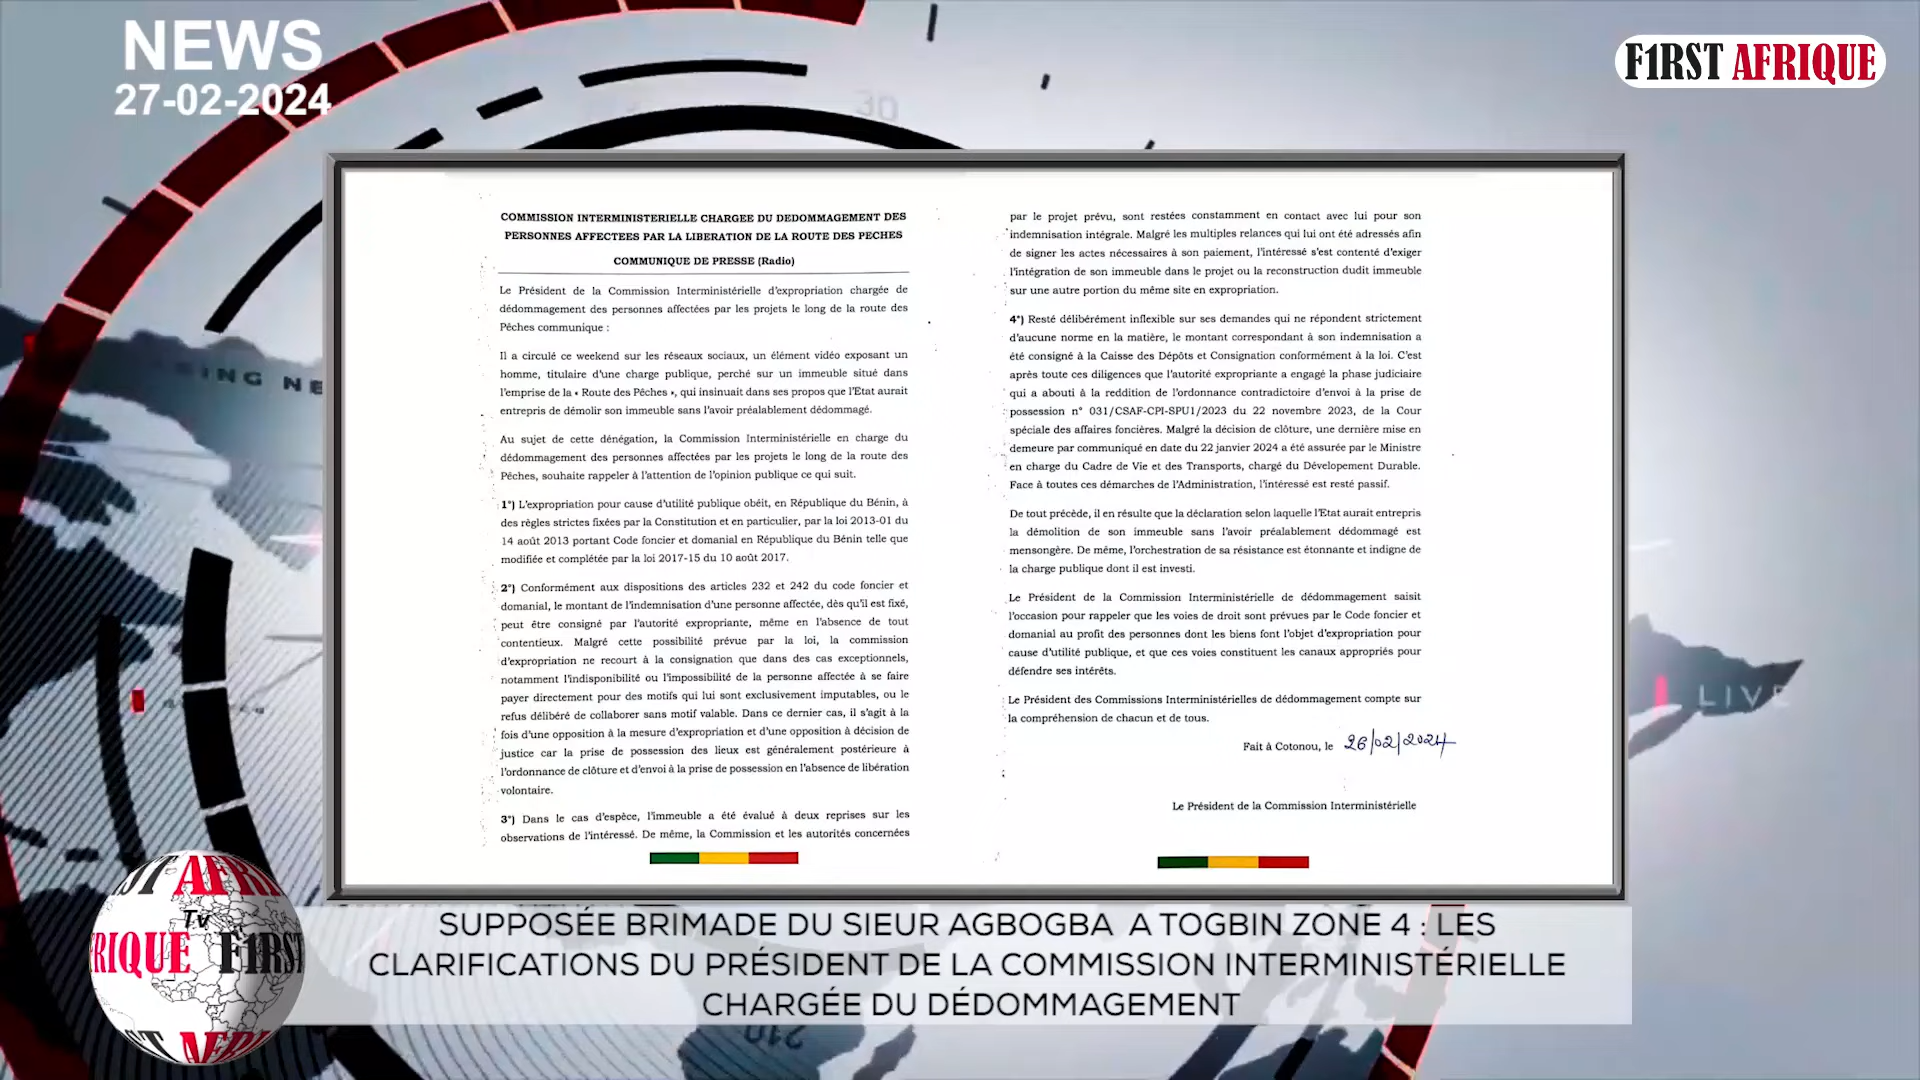 NEWS
27-02-2024
F1RST AFRIQUE
COMMISSION INTERMINISTERIELLE CHARGEE DU DEDOMMAGEMENT DES
PERSONNES AFFECTEES PAR LA LIBERATION DE LA ROUTE DES PECHES
COMMUNIQUE DE PRESSE (Radio)
Le Président de la Commission Interministérielle d'expropriation chargée de
dédommagement des personnes affectées par les projets le long de la route des
Pêches communique :
Il a circulé ce weekend sur les réseaux sociaux, un élément vidéo exposant un
homme, titulaire d'une charge publique, perché sur un immeuble situé dans
l'emprise de la « Route des Pêches », qui insinuait dans ses propos que l'Etat aurait
entrepris de démolir son immeuble sans l'avoir préalablement dédommagé.
Au sujet de cette dénégation, la Commission Interministérielle en charge du
dédommagement des personnes affectées par les projets le long de la route des
Pêches, souhaite rappeler à l'attention de l'opinion publique ce qui suit.
1°) L'expropriation pour cause d'utilité publique obéit, en République du Bénin, à
des règles strictes fixées par la Constitution et en particulier, par la loi 2013-01 du
14 août 2013 portant Code foncier et domanial en République du Bénin telle que
modifiée et complétée par la loi 2017-15 du 10 août 2017.
2°) Conformément aux dispositions des articles 232 et 242 du code foncier et
domanial, le montant de l'indemnisation d'une personne affectée, dès qu'il est fixé,
peut être consigné par l'autorité expropriante, même en l'absence de tout
contentieux. Malgré cette possibilité prévue par la loi, la commission
d'expropriation ne recourt à la consignation que dans des cas exceptionnels,
notamment l'indisponibilité ou l'impossibilité de la personne affectée à se faire
payer directement pour des motifs qui lui sont exclusivement imputables, ou le
refus délibéré de collaborer sans motif valable. Dans ce dernier cas, il s'agit à la
fois d'une opposition à la mesure d'expropriation et d'une opposition à décision de
justice car la prise de possession des lieux est généralement postérieure à
l'ordonnance de clôture et d'envoi à la prise de possession en l'absence de libération
volontaire.
3°) Dans le cas d'espèce, l'immeuble a été évalué à deux reprises sur les
observations de l'intéressé. De même, la Commission et les autorités concernées
par le projet prévu, sont restées constamment en contact avec lui pour son
indemnisation intégrale. Malgré les multiples relances qui lui ont été adressés afin
de signer les actes nécessaires à son paiement, l'intéressé s'est contenté d'exiger
l'intégration de son immeuble dans le projet ou la reconstruction dudit immeuble
sur une autre portion du même site en expropriation.
4°) Resté délibérément inflexible sur ses demandes qui ne répondent strictement
d'aucune norme en la matière, le montant correspondant à son indemnisation a
été consigné à la Caisse des Dépôts et Consignation conformément à la loi. C'est
après toute ces diligences que l'autorité expropriante a engagé la phase judiciaire
qui a abouti à la reddition de l'ordonnance contradictoire d'envoi à la prise de
possession n° 031/CSAF-CPI-SPU1/2023 du 22 novembre 2023, de la Cour
spéciale des affaires foncières. Malgré la décision de clôture, une dernière mise en
demeure par communiqué en date du 22 janvier 2024 a été assurée par le Ministre
en charge du Cadre de Vie et des Transports, chargé du Dévelopement Durable.
Face à toutes ces démarches de l'Administration, l'intéressé est resté passif.
De tout précède, il en résulte que la déclaration selon laquelle l'Etat aurait entrepris
la démolition de son immeuble sans l'avoir préalablement dédommagé est
mensongère. De même, l'orchestration de sa résistance est étonnante et indigne de
la charge publique dont il est investi.
Le Président de la Commission Interministérielle de dédommagement saisit
l'occasion pour rappeler que les voies de droit sont prévues par le Code foncier et
domanial au profit des personnes dont les biens font l'objet d'expropriation pour
cause d'utilité publique, et que ces voies constituent les canaux appropriés pour
défendre ses intérêts.
Le Président des Commissions Interministérielles de dédommagement compte sur
la compréhension de chacun et de tous.
Fait à Cotonou, le 26/02/2024
Le Président de la Commission Interministérielle
LIVE
SUPPOSÉE BRIMADE DU SIEUR AGBOGBA A TOGBIN ZONE 4 : LES
CLARIFICATIONS DU PRÉSIDENT DE LA COMMISSION INTERMINISTÉRIELLE
CHARGÉE DU DÉDOMMAGEMENT
Tv